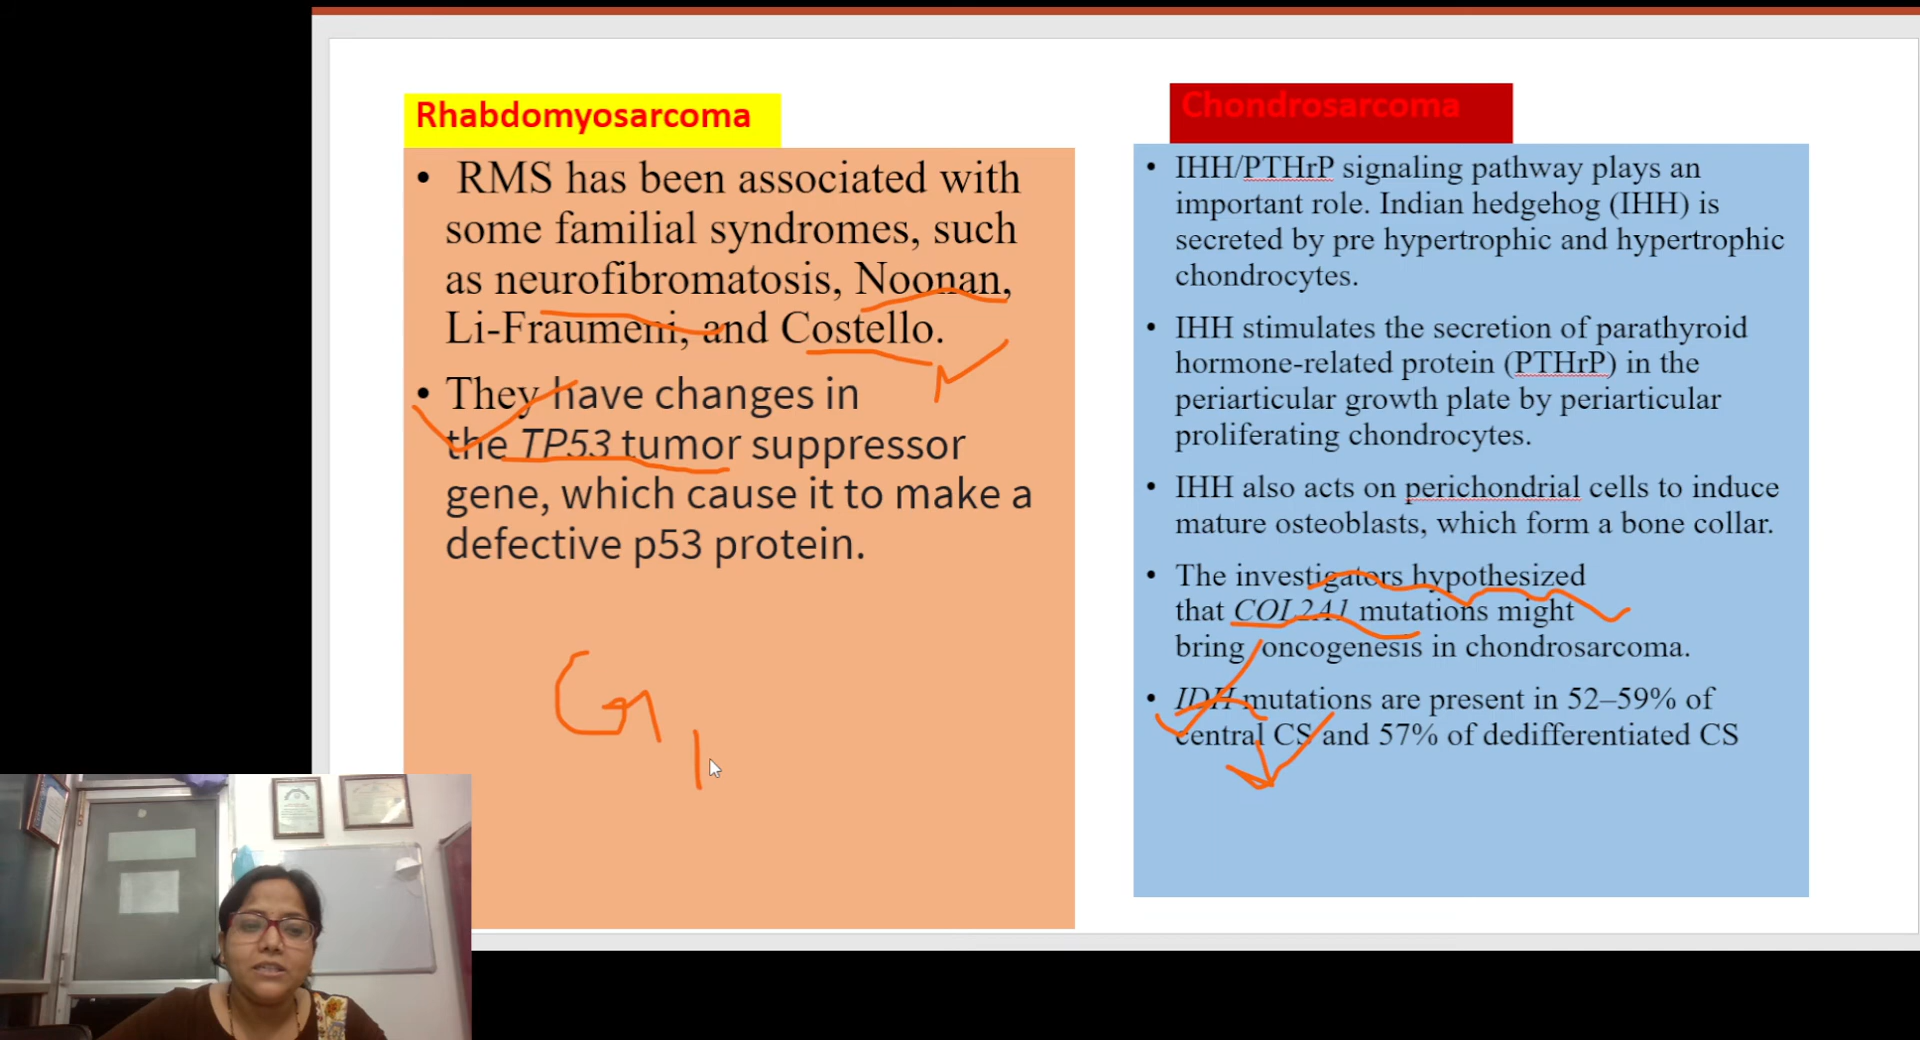 Rhabdomyosarcoma
• RMS has been associated with
some familial syndromes, such
as neurofibromatosis, Noonan,
Li-Fraumeni, and Costello.
• They have changes in
the TP53 tumor suppressor
gene, which cause it to make a
defective p53 protein.
G1
Chondrosarcoma
• IHH/PTHrP signaling pathway plays an
important role. Indian hedgehog (IHH) is
secreted by pre hypertrophic and hypertrophic
chondrocytes.
• IHH stimulates the secretion of parathyroid
hormone-related protein (PTHrP) in the
periarticular growth plate by periarticular
proliferating chondrocytes.
• IHH also acts on perichondrial cells to induce
mature osteoblasts, which form a bone collar.
• The investigators hypothesized
that COL2A1 mutations might
bring oncogenesis in chondrosarcoma.
• IDH mutations are present in 52–59% of
central CS and 57% of dedifferentiated CS